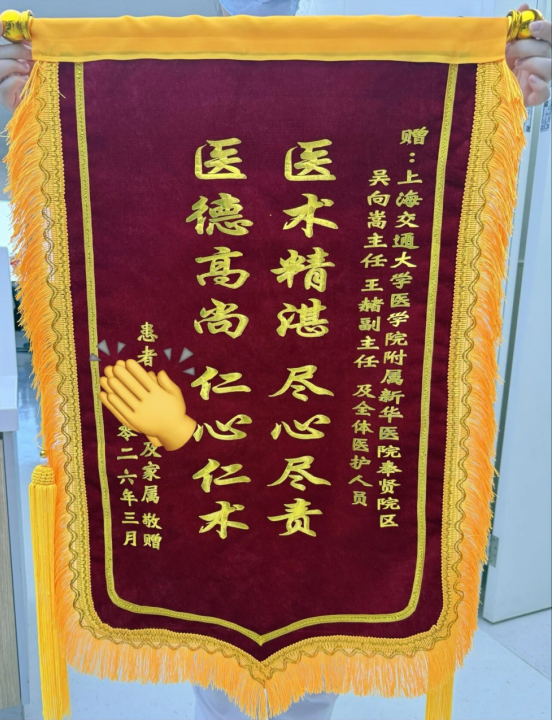 赠：上海交通大学医学院附属新华医院奉贤院区
吴向嵩主任 王赭副主任 及全体医护人员
医术精湛 尽心尽责
医德高尚 仁心仁术
患者 及家属 敬赠
零二六年三月